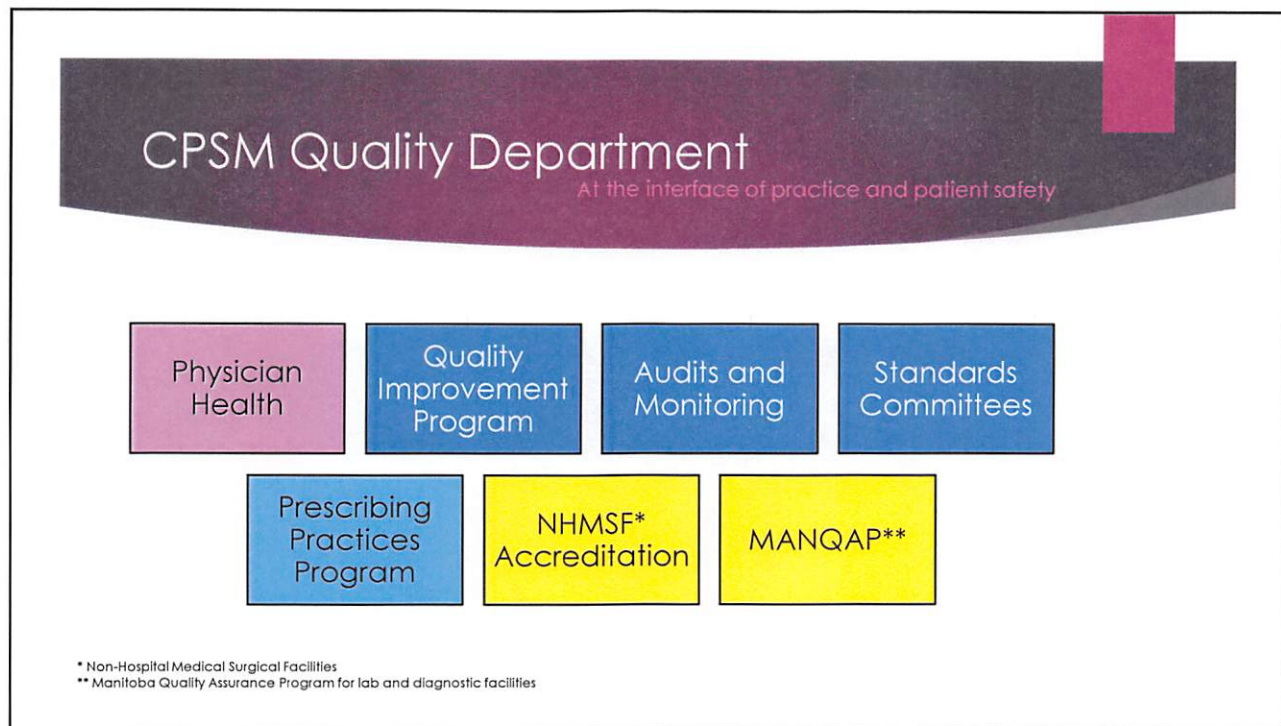 CPSM Quality Department
At the interface of practice and patient safety
Physician
Health
Quality
Improvement
Program
Audits and
Monitoring
Standards
Committees
Prescribing
Practices
Program
NHMSF*
Accreditation
MANQAP**
* Non-Hospital Medical Surgical Facilities
** Manitoba Quality Assurance Program for lab and diagnostic facilities